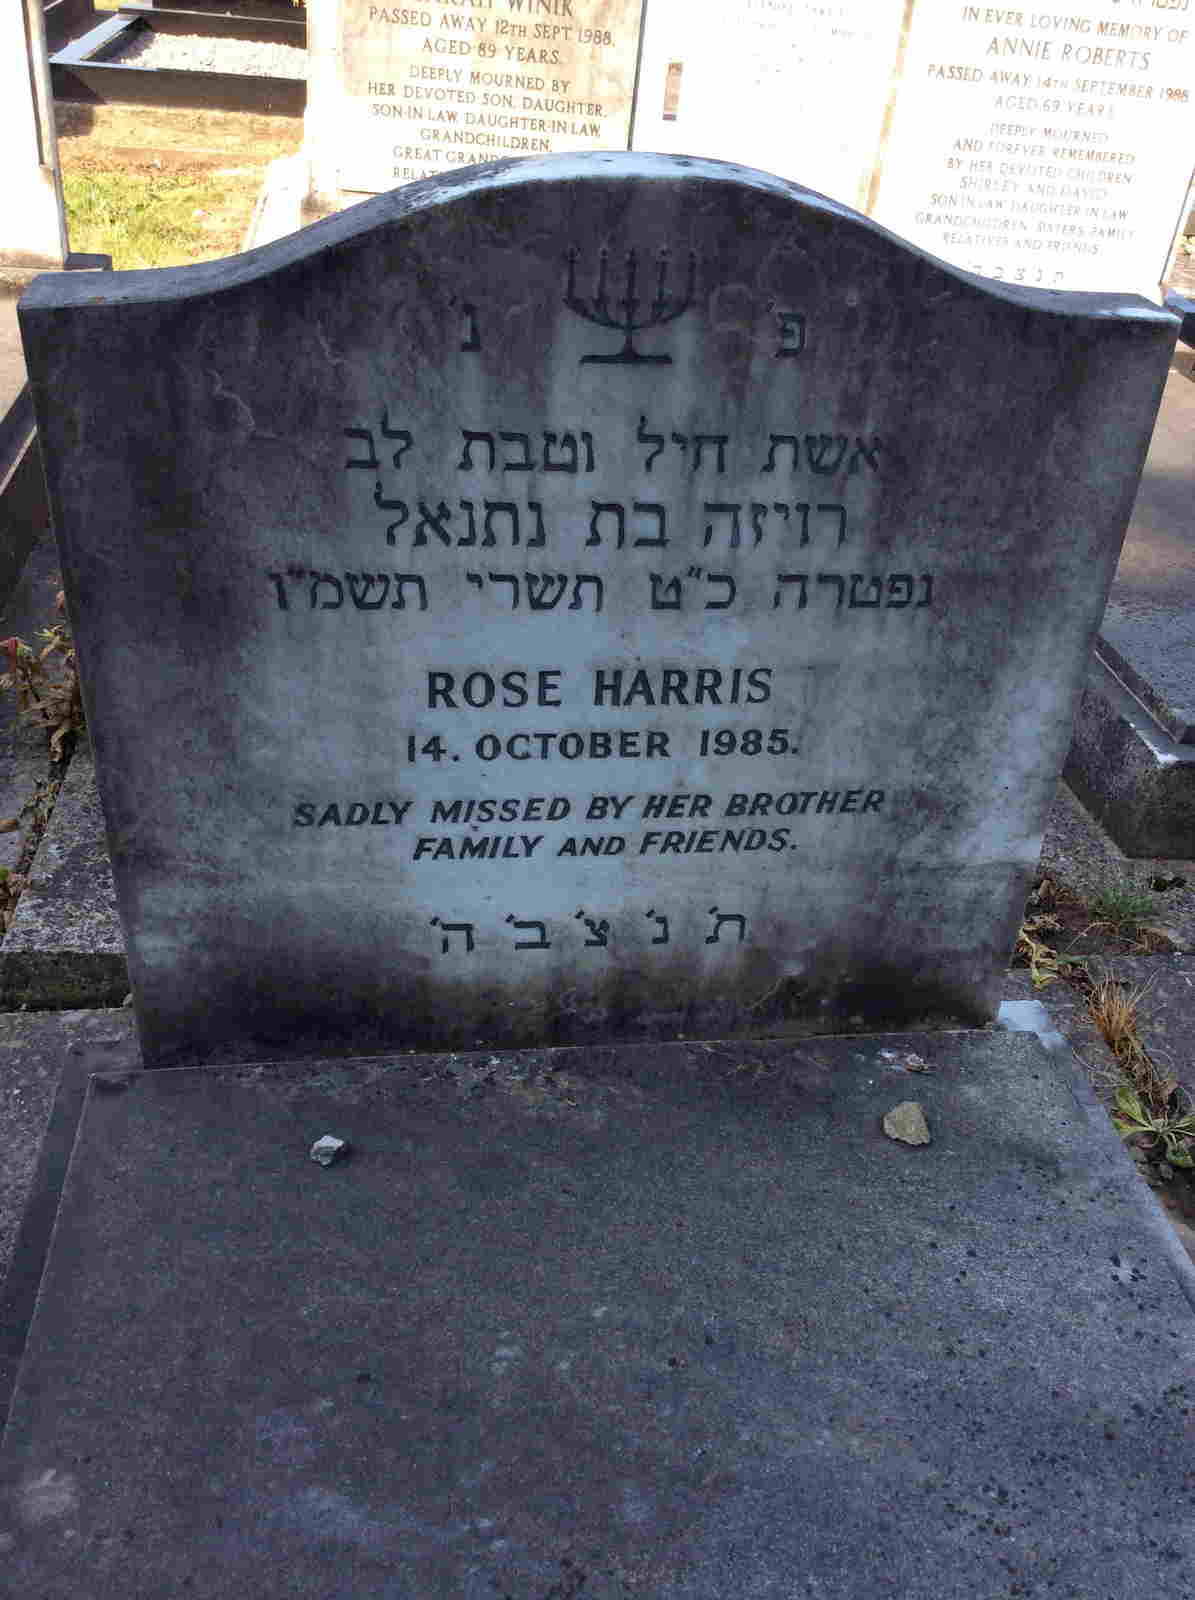 WINIK
PASSED AWAY 12TH SEPT 1988.
AGED 89 YEARS.
DEEPLY MOURNED BY
HER DEVOTED SON, DAUGHTER,
SON-IN LAW, DAUGHTER-IN LAW,
GRANDCHILDREN,
GREAT
IN EVER LOVING MEMORY OF
ANNIE ROBERTS
PASSED AWAY 14TH SEPTEMBER 1988
AGED 69 YEARS
DEEPLY MOURNED
AND FOREVER REMEMBERED
BY HER DEVOTED CHILDREN
SHIRLEY AND DAVID
SON IN LAW, DAUGHTER IN LAW
GRANDCHILDREN, SISTERS, FAMILY
RELATIVES AND FRIENDS
פ' נ'
אשת חיל וטבת לב
רויזה בת נתנאל
נפטרה כ"ט תשרי תשמ"ו
ROSE HARRIS
14. OCTOBER 1985.
SADLY MISSED BY HER BROTHER
FAMILY AND FRIENDS.
ת' נ' צ' ב' ה'